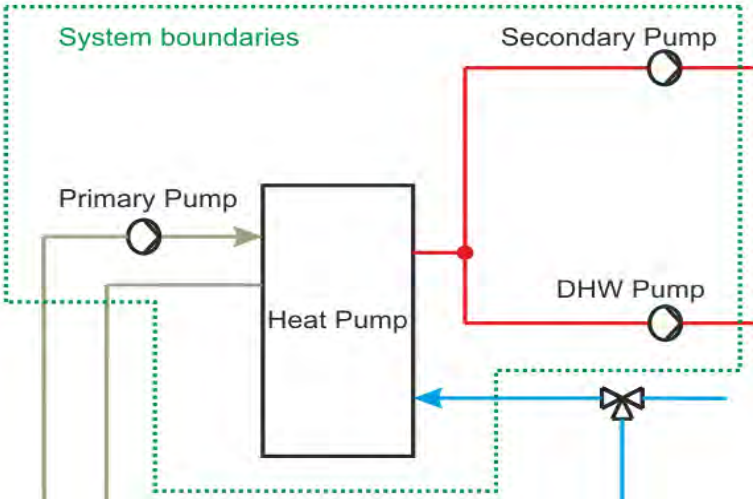 System boundaries
Secondary Pump
Primary Pump
DHW Pump
Heat Pump